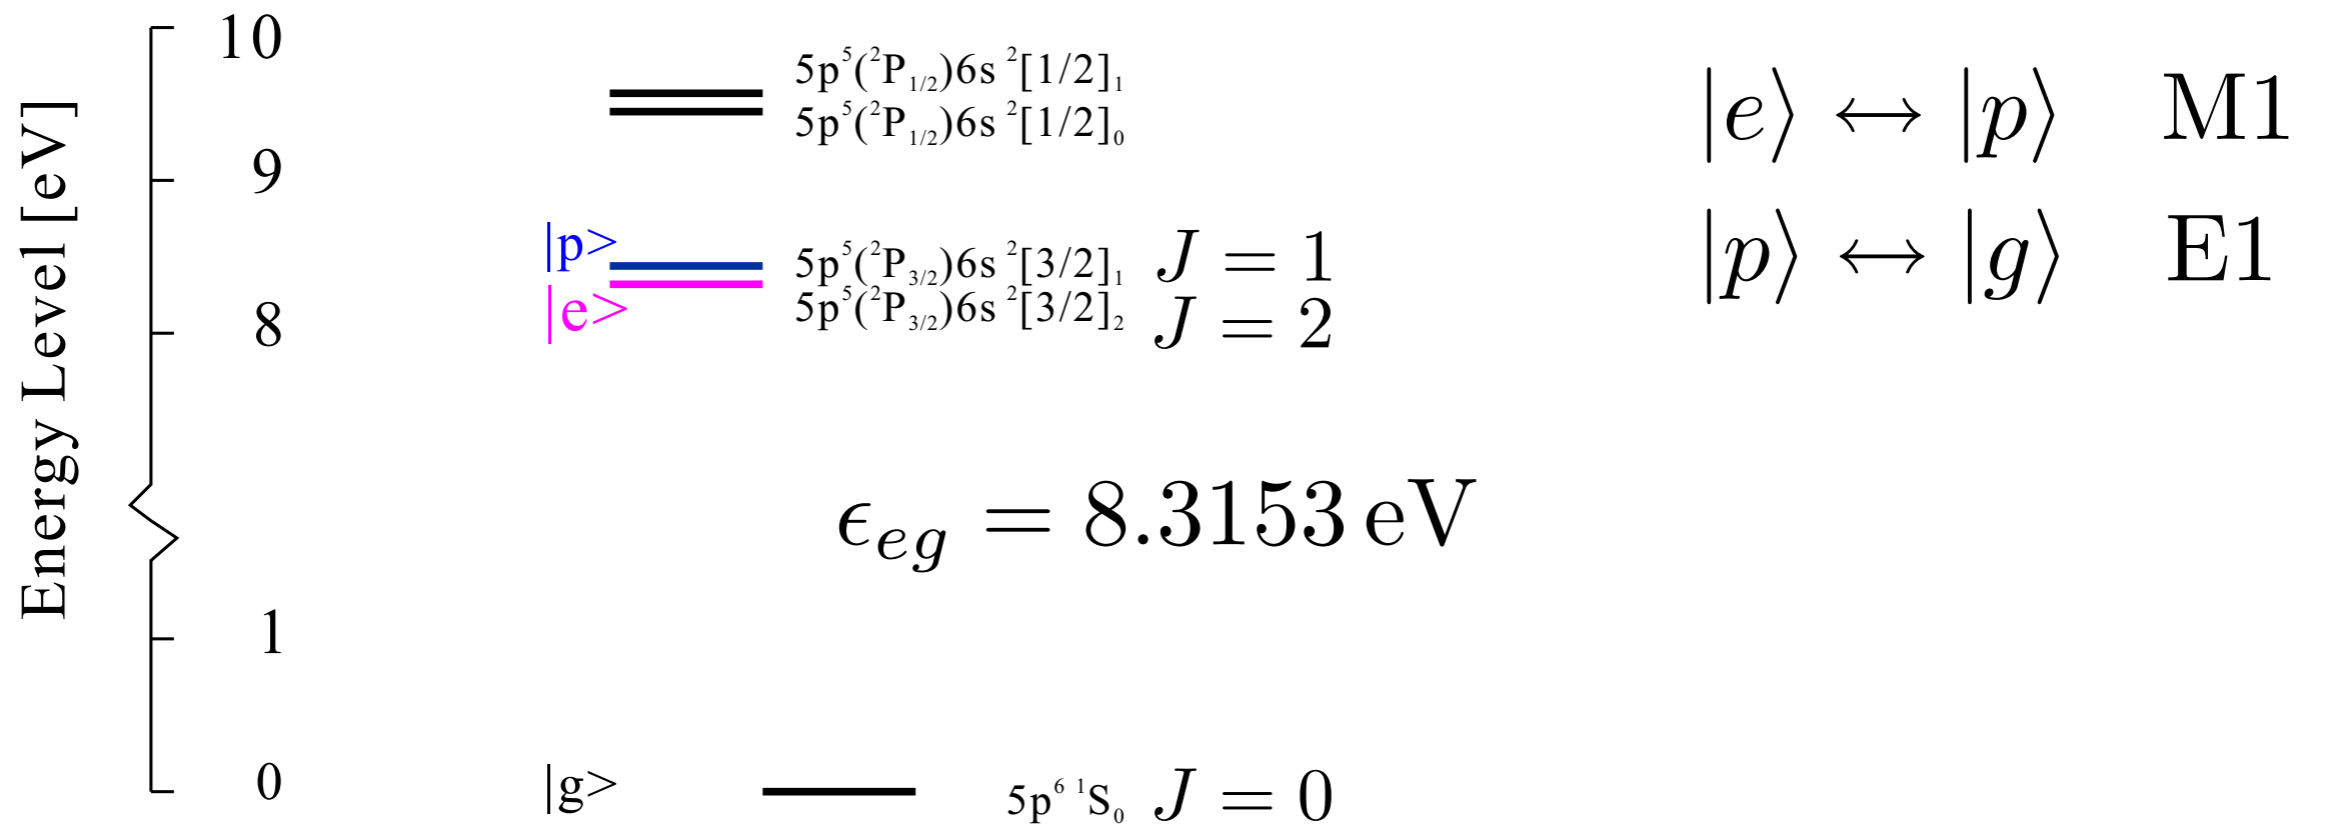 Energy Level [eV]
10
9
8
1
0
5p⁵(²P₁/₂)6s ²[1/2]₁
5p⁵(²P₁/₂)6s ²[1/2]₀
|p>
5p⁵(²P₃/₂)6s ²[3/2]₁ J = 1
|e>
5p⁵(²P₃/₂)6s ²[3/2]₂ J = 2
ϵ_eg = 8.3153 eV
|g>
5p⁶ ¹S₀ J = 0
|e⟩ ↔ |p⟩ M1
|p⟩ ↔ |g⟩ E1